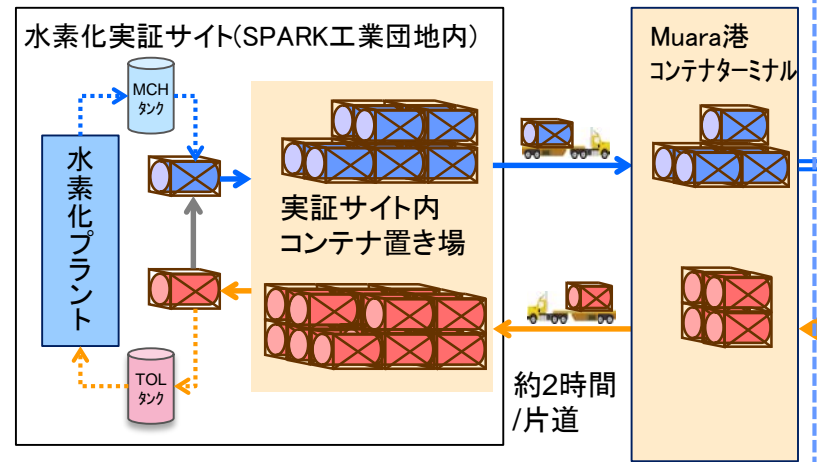 水素化実証サイト(SPARK工業団地内)
MCH
タンク
水素化プラント
TOL
タンク
実証サイト内
コンテナ置き場
約2時間
/片道
Muara港
コンテナターミナル